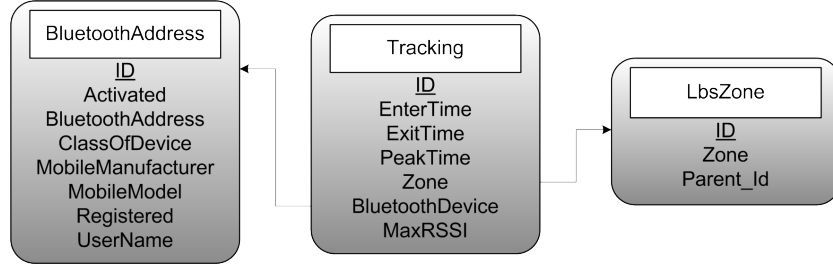 BluetoothAddress
ID
Activated
BluetoothAddress
ClassOfDevice
MobileManufacturer
MobileModel
Registered
UserName
Tracking
ID
EnterTime
ExitTime
PeakTime
Zone
BluetoothDevice
MaxRSSI
LbsZone
ID
Zone
Parent_Id